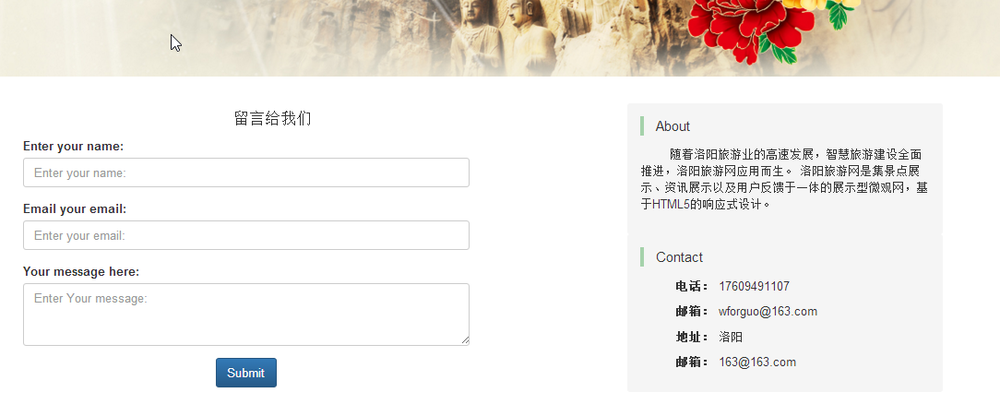 留言给我们
Enter your name:
Enter your name:
Email your email:
Enter your email:
Your message here:
Enter Your message:
Submit
About
随着洛阳旅游业的高速发展，智慧旅游建设全面
推进，洛阳旅游网应用而生。 洛阳旅游网是集景点展
示、资讯展示以及用户反馈于一体的展示型微观网，基
于HTML5的响应式设计。
Contact
电话： 17609491107
邮箱： wforguo@163.com
地址： 洛阳
邮箱： 163@163.com